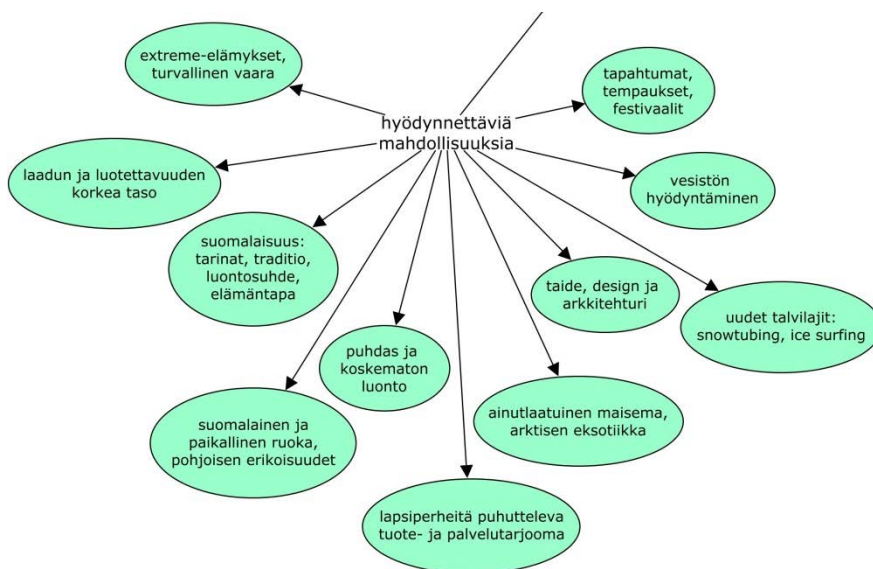 extreme-elämykset,
turvallinen vaara
tapahtumat,
tempaukset,
festivaalit
hyödynnettäviä
mahdollisuuksia
laadun ja luotettavuuden
korkea taso
vesistön
hyödyntäminen
suomalaisuus:
tarinat, traditio,
luontosuhde,
elämäntapa
taide, design ja
arkkitehturi
uudet talvilajit:
snowtubing, ice surfing
puhdas ja
koskematon
luonto
suomalainen ja
paikallinen ruoka,
pohjoisen erikoisuudet
ainutlaatuinen maisema,
arktisen eksotiikka
lapsiperheitä puhutteleva
tuote- ja palvelutarjooma